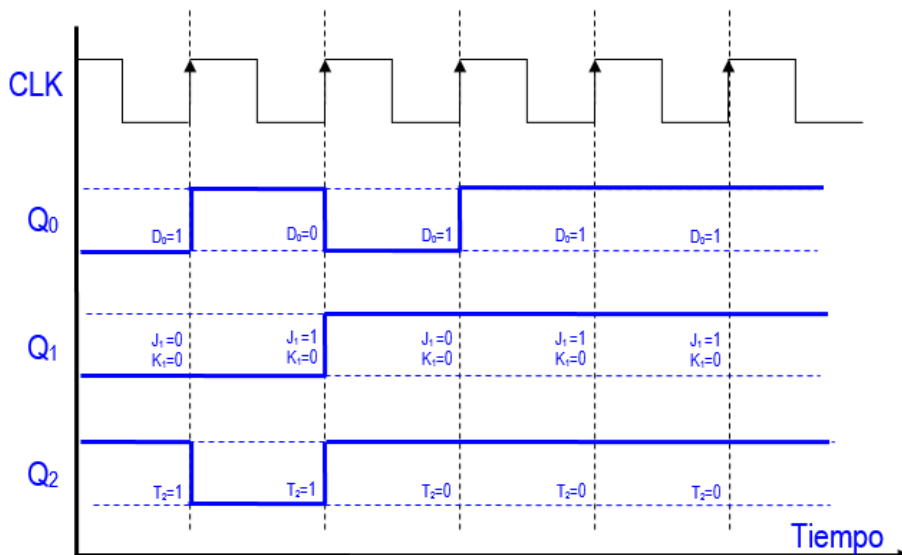 CLK
Q₀
D₀=1 D₀=0 D₀=1 D₀=1 D₀=1
Q₁
J₁=0 J₁=1 J₁=0 J₁=1 J₁=1
K₁=0 K₁=0 K₁=0 K₁=0 K₁=0
Q₂
T₂=1 T₂=1 T₂=0 T₂=0 T₂=0
Tiempo